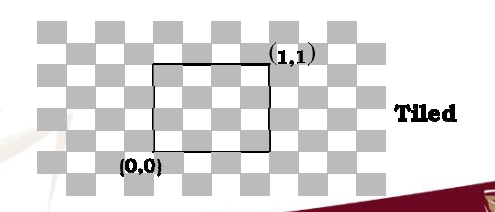 (1,1)
Tiled
(0,0)